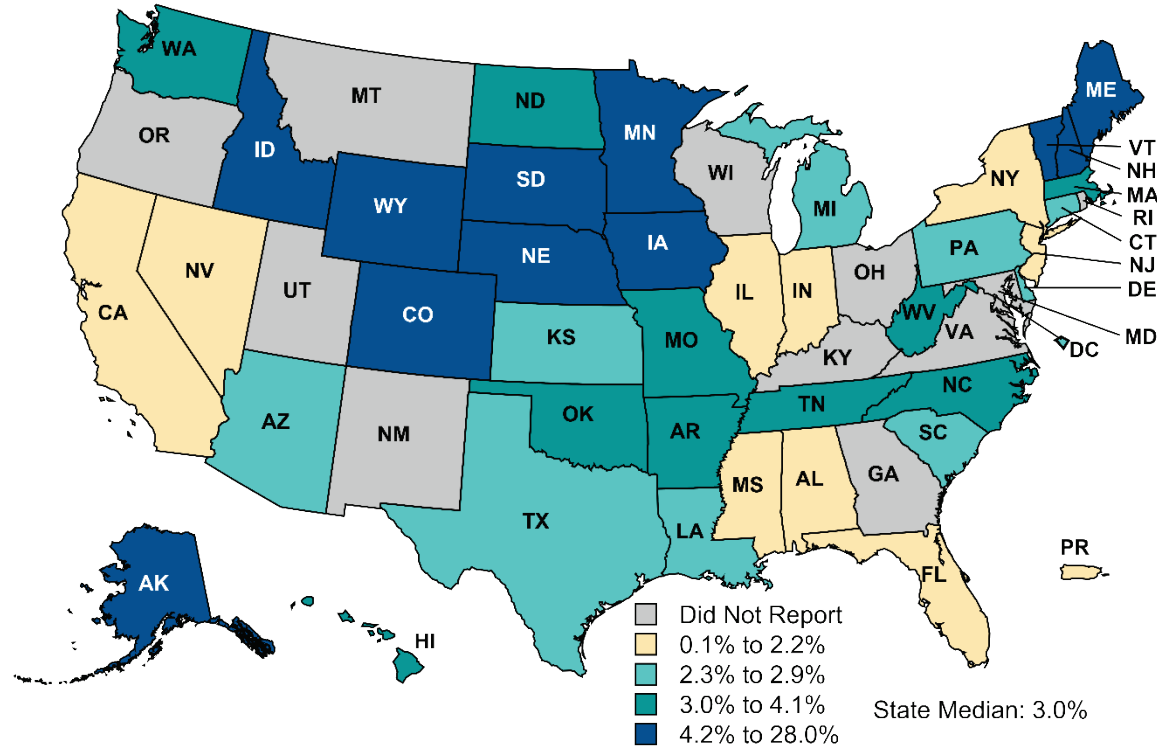 WA
MT
ND
MN
ME
OR
ID
SD
WI
VT
NH
NY
MA
WY
MI
RI
IA
CT
NE
PA
NJ
NV
UT
IL
IN
OH
DE
CA
CO
WV
MD
KS
MO
VA
DC
KY
NC
AZ
NM
OK
TN
AR
SC
MS
AL
GA
TX
LA
PR
FL
AK
HI
Did Not Report
0.1% to 2.2%
2.3% to 2.9%
3.0% to 4.1%
4.2% to 28.0%
State Median: 3.0%